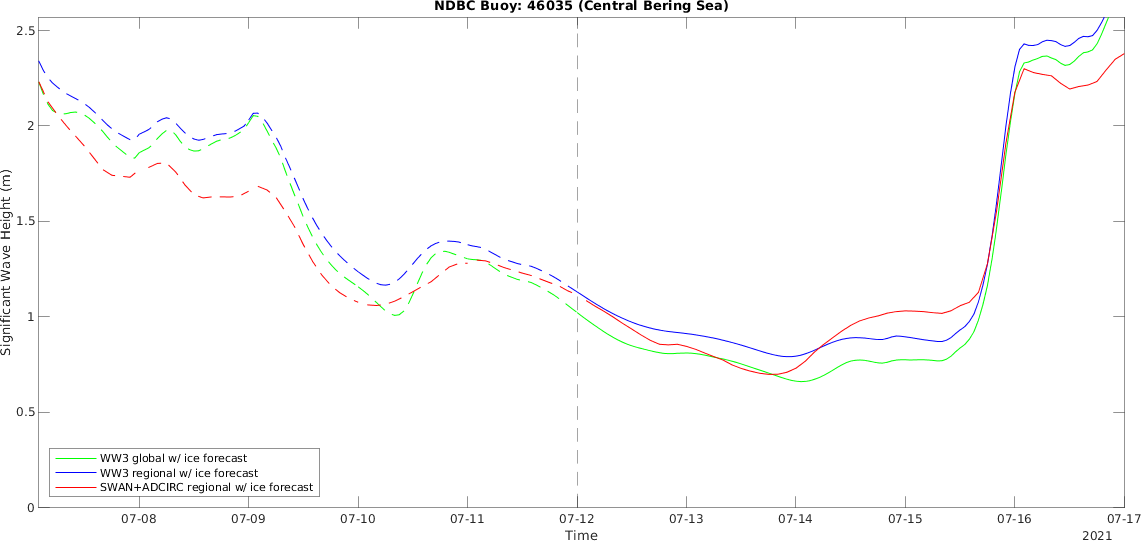 NDBC Buoy: 46035 (Central Bering Sea)
2.5
2
1.5
1
0.5
0
Significant Wave Height (m)
WW3 global w/ ice forecast
WW3 regional w/ ice forecast
SWAN+ADCIRC regional w/ ice forecast
07-08 07-09 07-10 07-11 07-12 07-13 07-14 07-15 07-16 07-17
Time
2021